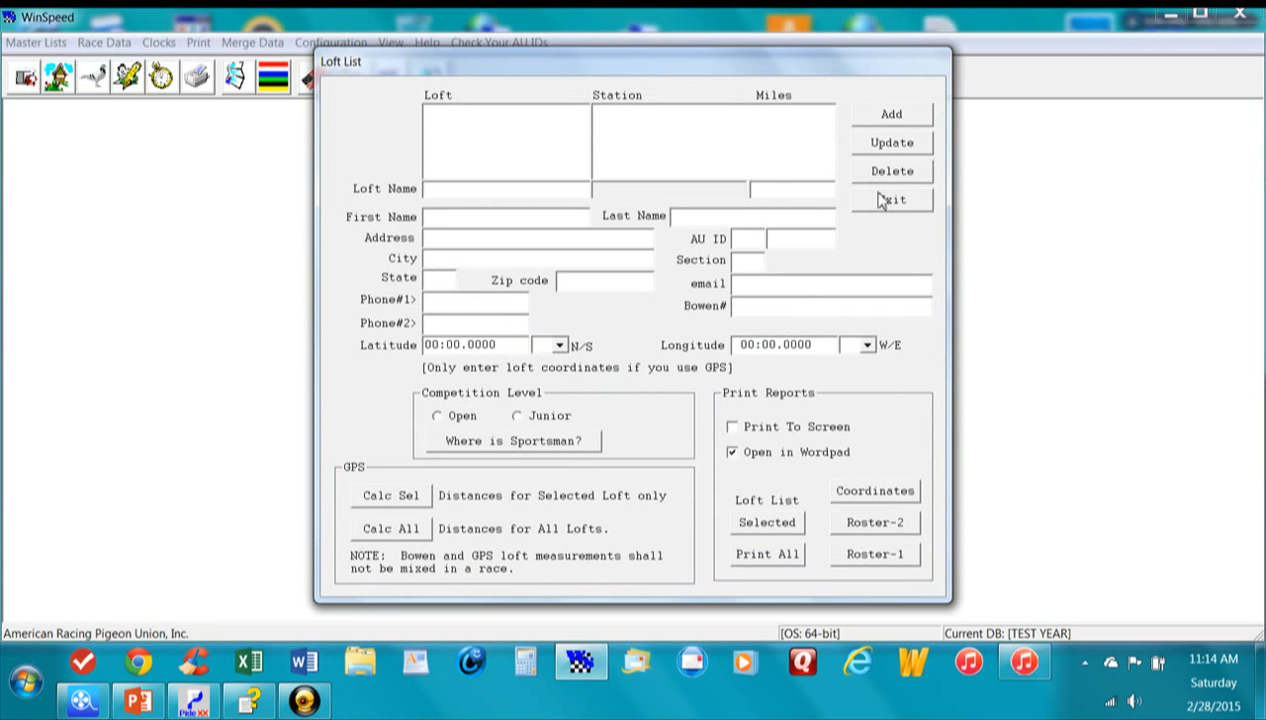 WinSpeed
Master Lists Race Data Clocks Print Merge Data Configuration View Help Check Your AU IDs
Loft List
Loft Station Miles
Add
Update
Delete
Loft Name
xit
First Name Last Name
Address AU ID
City Section
State Zip code email
Phone#1>
Bowen#
Phone#2>
Latitude 00:00.0000 N/S Longitude 00:00.0000 W/E
[Only enter loft coordinates if you use GPS]
Competition Level Print Reports
Open Junior
Print To Screen
Where is Sportsman?
Open in Wordpad
GPS
Calc Sel Distances for Selected Loft only
Coordinates
Loft List
Selected Roster-2
Calc All Distances for All Lofts.
NOTE: Bowen and GPS loft measurements shall
not be mixed in a race.
Print All Roster-1
American Racing Pigeon Union, Inc. [OS: 64-bit] Current DB: [TEST YEAR]
11:14 AM
Saturday
2/28/2015